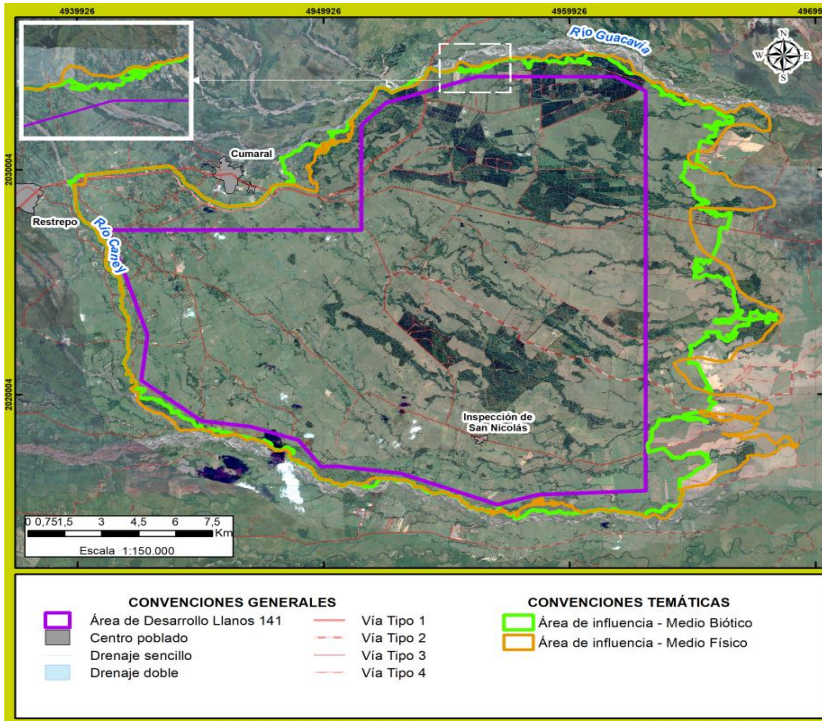 4939926
4949926
4959926
Río Guacavía
N
W E
S
Cumaral
2030004
Restrepo
Río Caney
2020004
Inspección de
San Nicolás
0 0,751,5 3 4,5 6 7,5
Km
Escala 1:150.000
CONVENCIONES GENERALES
Área de Desarrollo Llanos 141
Centro poblado
Drenaje sencillo
Drenaje doble
Vía Tipo 1
Vía Tipo 2
Vía Tipo 3
Vía Tipo 4
CONVENCIONES TEMÁTICAS
Área de influencia - Medio Biótico
Área de influencia - Medio Físico